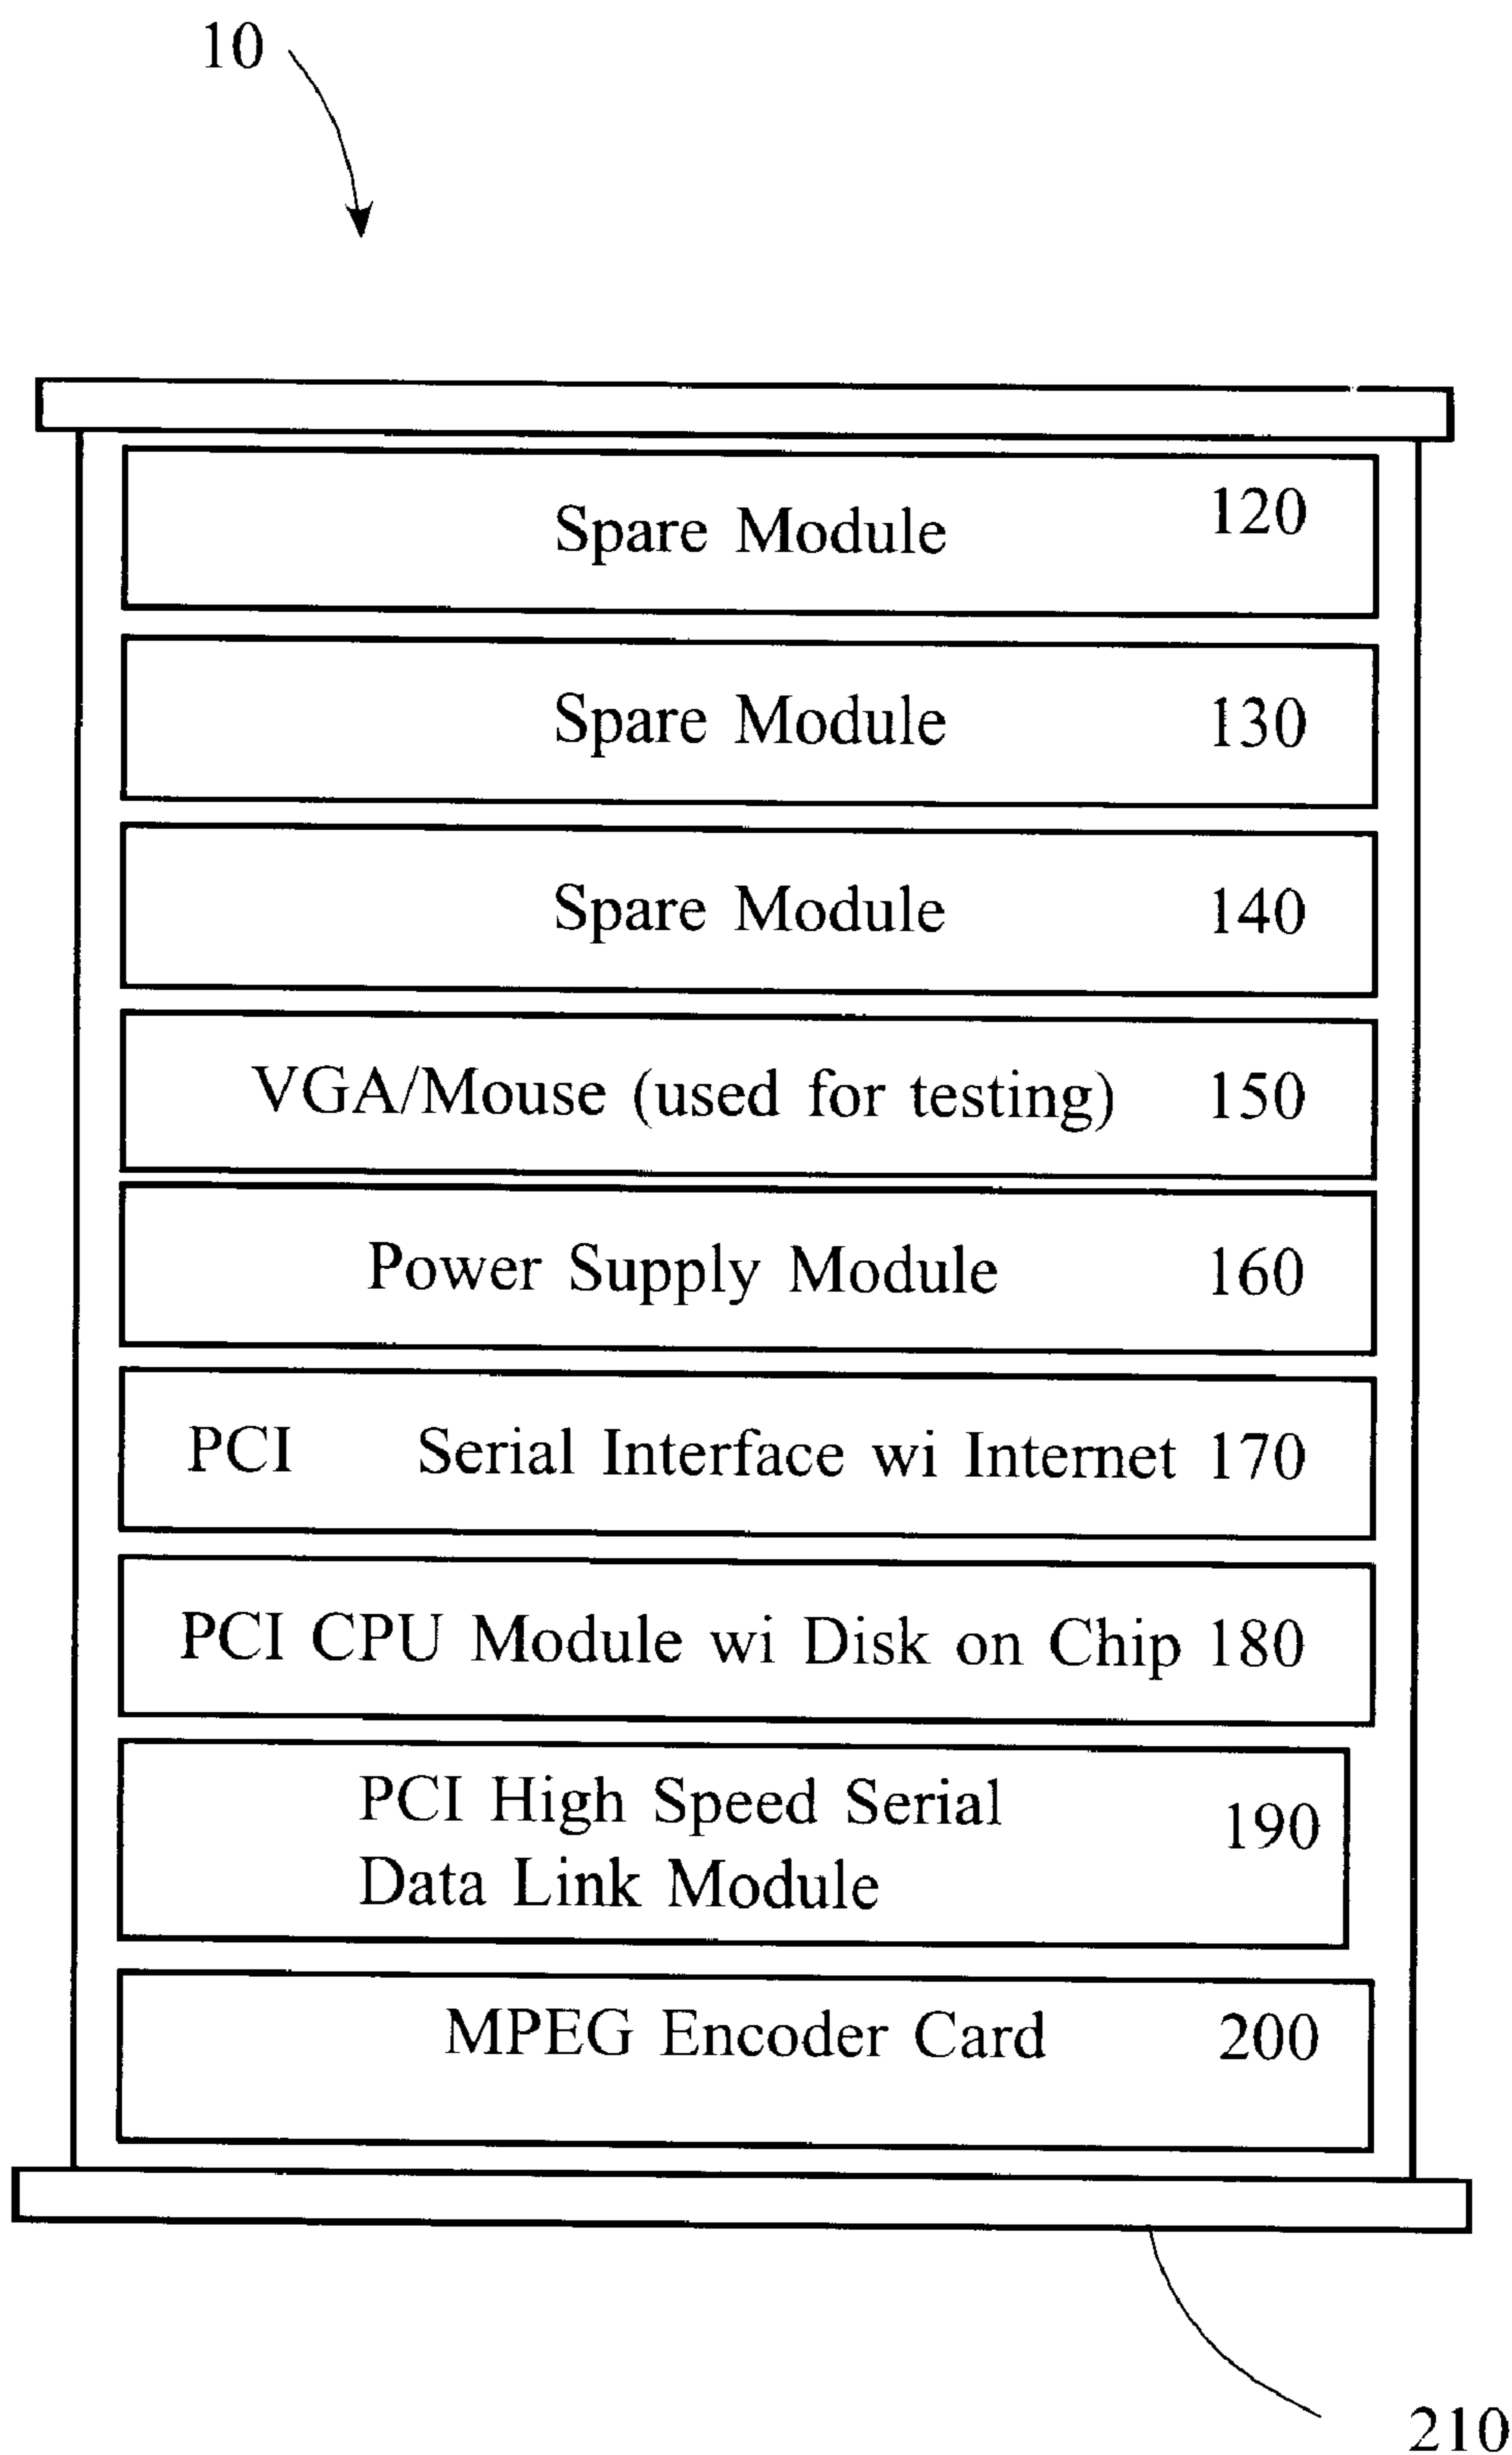 10
Spare Module 120
Spare Module 130
Spare Module 140
VGA/Mouse (used for testing) 150
Power Supply Module 160
PCI Serial Interface wi Internet 170
PCI CPU Module wi Disk on Chip 180
PCI High Speed Serial 190
Data Link Module
MPEG Encoder Card 200
210